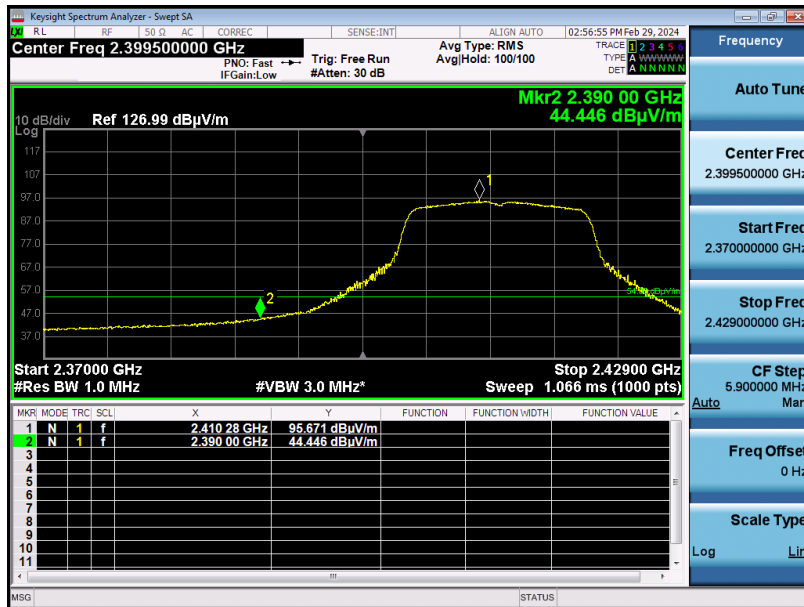 Keysight Spectrum Analyzer - Swept SA
LXI RL RF 50 Ω AC CORREC SENSE:INT ALIGN AUTO 02:56:55 PM Feb 29, 2024
Center Freq 2.399500000 GHz
PNO: Fast
IFGain:Low
Trig: Free Run
#Atten: 30 dB
Avg Type: RMS
Avg|Hold: 100/100
TRACE 1 2 3 4 5 6
TYPE A W W W W W
DET A N N N N N
Mkr2 2.390 00 GHz
44.446 dBµV/m
10 dB/div Ref 126.99 dBµV/m
Log
117
107
97.0
87.0
77.0
67.0
57.0
47.0
37.0
1
2
Start 2.37000 GHz Stop 2.42900 GHz
#Res BW 1.0 MHz #VBW 3.0 MHz* Sweep 1.066 ms (1000 pts)
MKR MODE TRC SCL X Y FUNCTION FUNCTION WIDTH FUNCTION VALUE
1 N 1 f 2.410 28 GHz 95.671 dBµV/m
2 N 1 f 2.390 00 GHz 44.446 dBµV/m
3
4
5
6
7
8
9
10
11
MSG STATUS
Frequency
Auto Tune
Center Freq
2.399500000 GHz
Start Freq
2.370000000 GHz
Stop Freq
2.429000000 GHz
CF Step
5.900000 MHz
Auto Man
Freq Offset
0 Hz
Scale Type
Log Lin